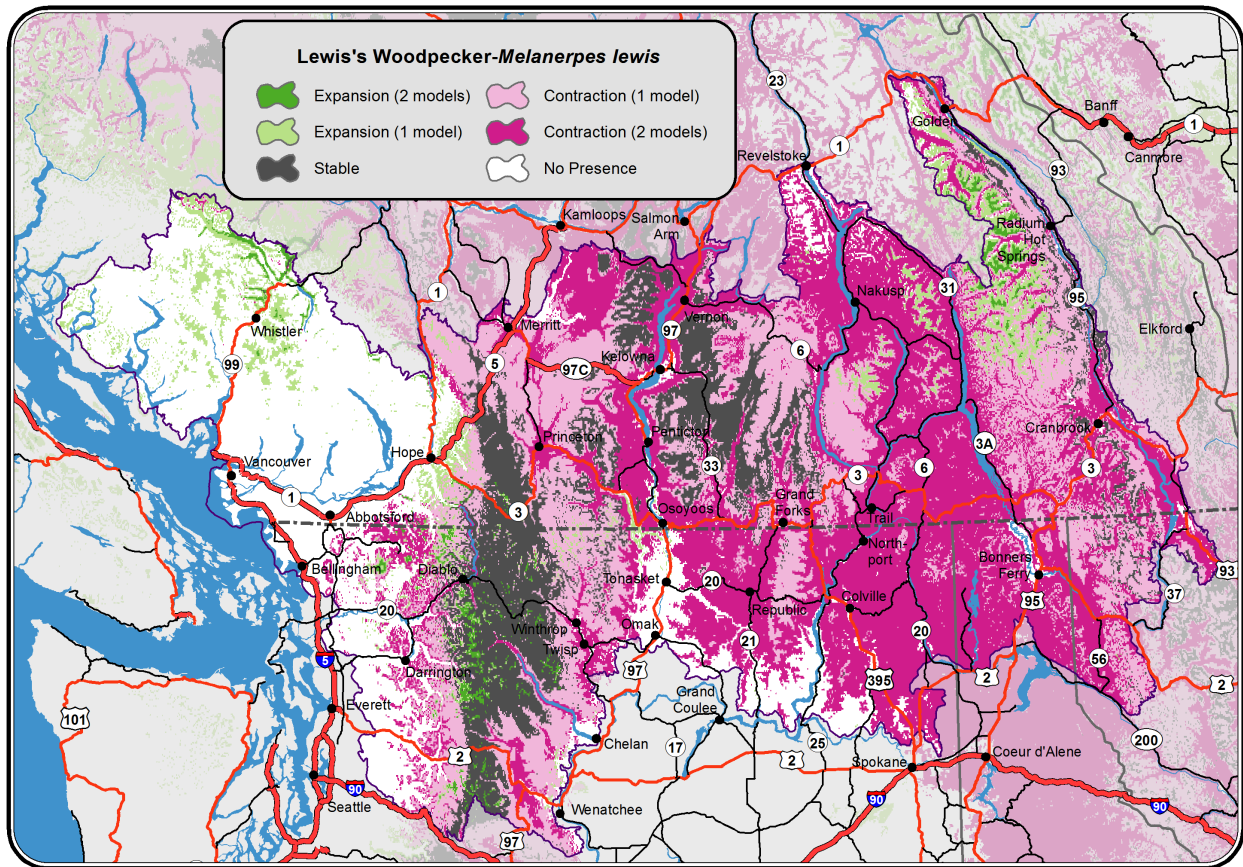 Lewis's Woodpecker-Melanerpes lewis
Expansion (2 models)
Contraction (1 model)
Expansion (1 model)
Contraction (2 models)
Stable
No Presence
23
Banff
1
Golden
Canmore
1
Revelstoke
93
Kamloops
Salmon
Arm
Radium
Hot
Springs
1
31
95
Nakusp
Vernon
Elkford
Whistler
Merritt
97
99
5
97C
Kelowna
6
Princeton
Penticton
Cranbrook
Hope
3A
Vancouver
33
3
6
3
1
3
Grand
Forks
Osoyoos
Trail
Abbotsford
North-
port
Bonners
Ferry
Bellingham
Diablo
Tonasket
20
93
37
20
Republic
Colville
95
Winthrop
Omak
20
21
Twisp
56
5
Darrington
97
2
395
2
Grand
Coulee
101
Everett
17
25
200
Chelan
2
2
Coeur d'Alene
Spokane
90
Seattle
90
90
Wenatchee
97